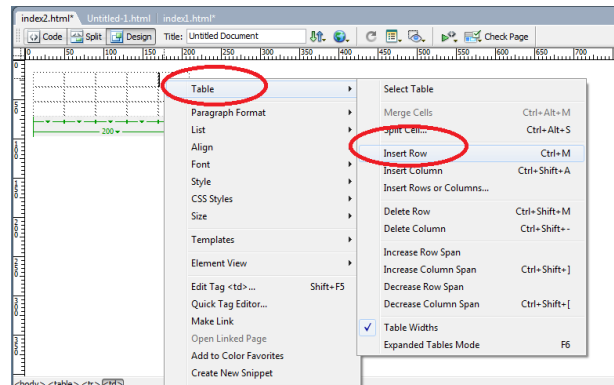 index2.html* Untitled-1.html index1.html*
Code Split Design Title: Untitled Document Check Page
0 50 100 150 200 250 300 350 400 450 500 550 600 650 700
200
Table
Paragraph Format
List
Align
Font
Style
CSS Styles
Size
Templates
Element View
Edit Tag <td>... Shift+F5
Quick Tag Editor...
Make Link
Open Linked Page
Add to Color Favorites
Create New Snippet
Select Table
Merge Cells Ctrl+Alt+M
Split Cell... Ctrl+Alt+S
Insert Row Ctrl+M
Insert Column Ctrl+Shift+A
Insert Rows or Columns...
Delete Row Ctrl+Shift+M
Delete Column Ctrl+Shift+-
Increase Row Span
Increase Column Span Ctrl+Shift+]
Decrease Row Span
Decrease Column Span Ctrl+Shift+[
Table Widths
Expanded Tables Mode F6
<body> <table> <tr> <td>